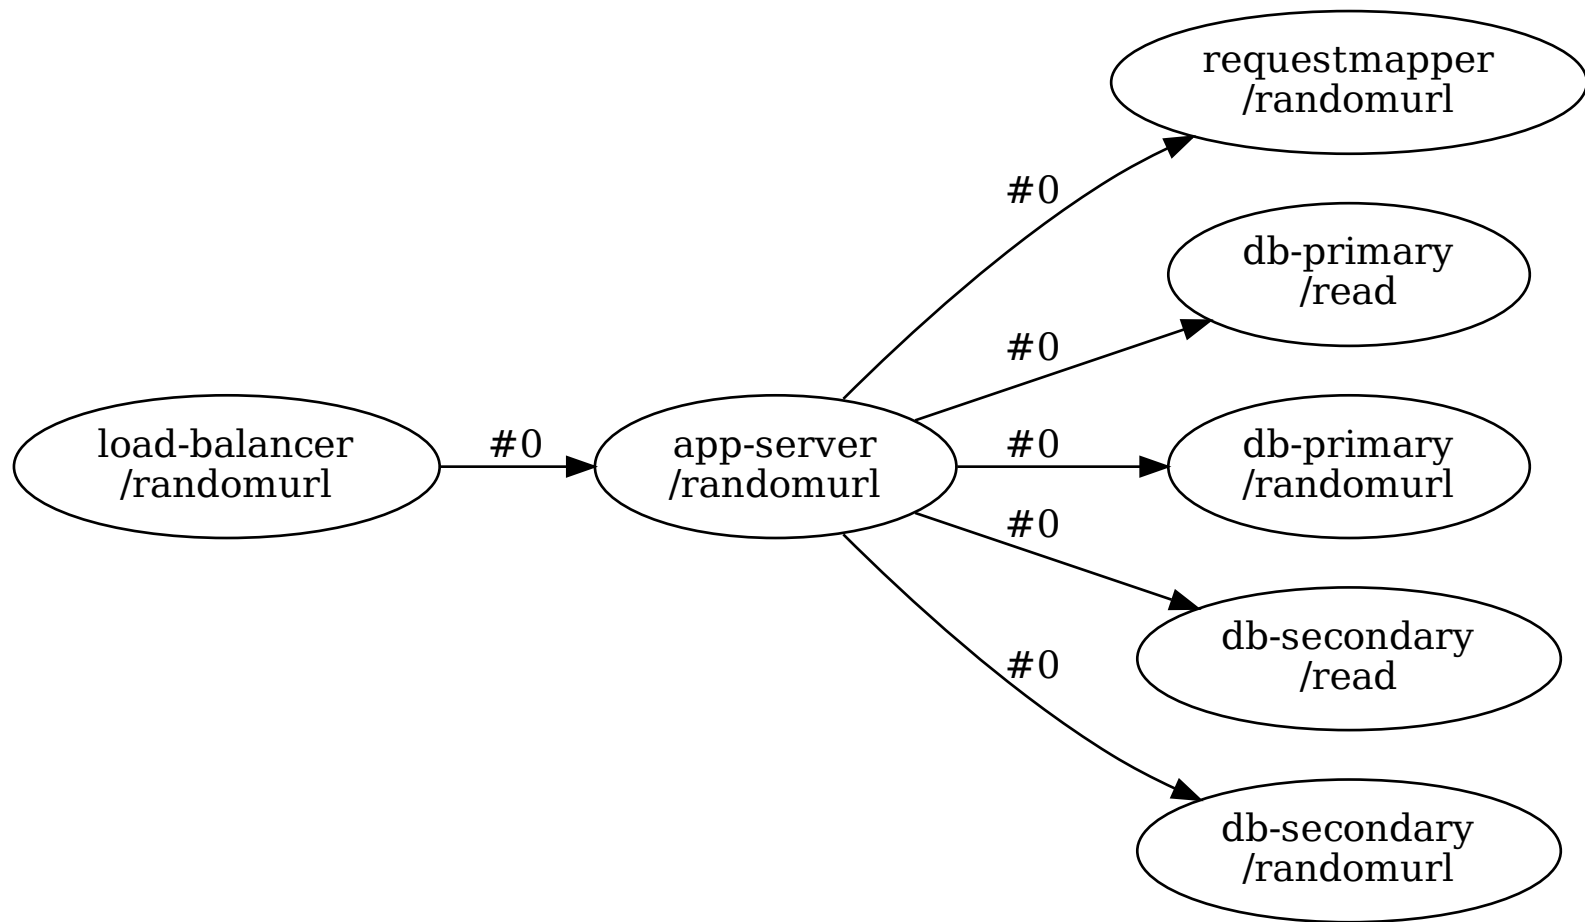 load-balancer
/randomurl
#0
app-server
/randomurl
#0
requestmapper
/randomurl
#0
db-primary
/read
#0
db-primary
/randomurl
#0
db-secondary
/read
#0
db-secondary
/randomurl